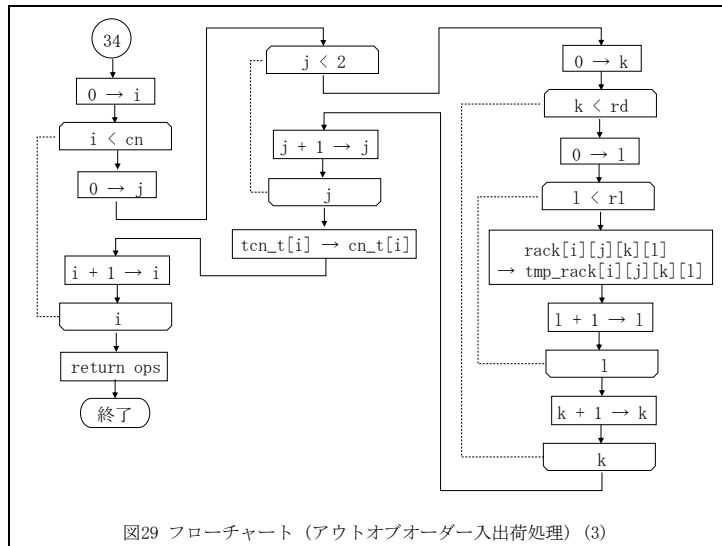 34
0 → i
i < cn
0 → j
j < 2
0 → k
k < rd
0 → l
l < rl
rack[i][j][k][l]
→ tmp_rack[i][j][k][l]
l + 1 → l
l
k + 1 → k
k
j + 1 → j
j
tcn_t[i] → cn_t[i]
i + 1 → i
i
return ops
終了
図29 フローチャート（アウトオブオーダー入出荷処理）(3)